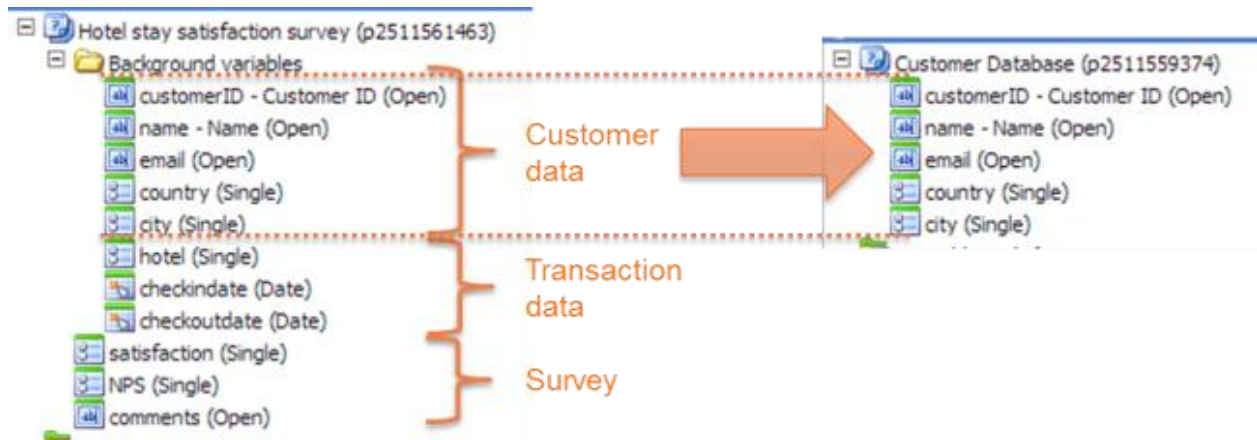 Hotel stay satisfaction survey (p2511561463)
Background variables
customerID - Customer ID (Open)
name - Name (Open)
email (Open)
country (Single)
city (Single)
hotel (Single)
checkindate (Date)
checkoutdate (Date)
satisfaction (Single)
NPS (Single)
comments (Open)
Customer
data
Transaction
data
Survey
Customer Database (p2511559374)
customerID - Customer ID (Open)
name - Name (Open)
email (Open)
country (Single)
city (Single)